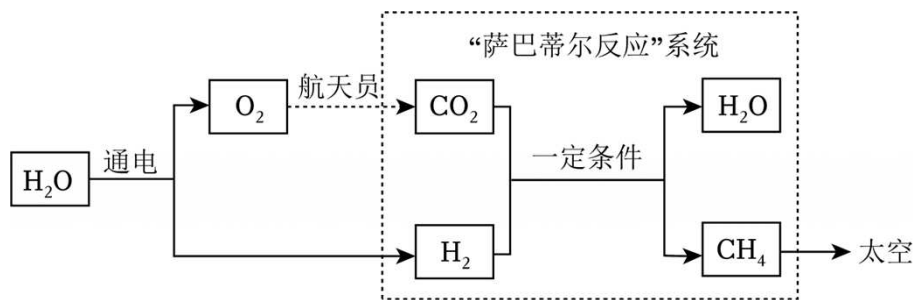 “萨巴蒂尔反应”系统
航天员
O₂
CO₂
H₂O
通电
一定条件
H₂O
H₂
CH₄
太空